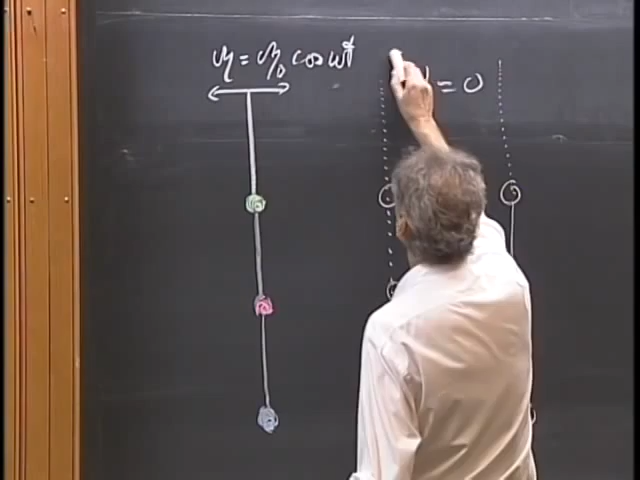 η = η₀ cos ωt
= 0